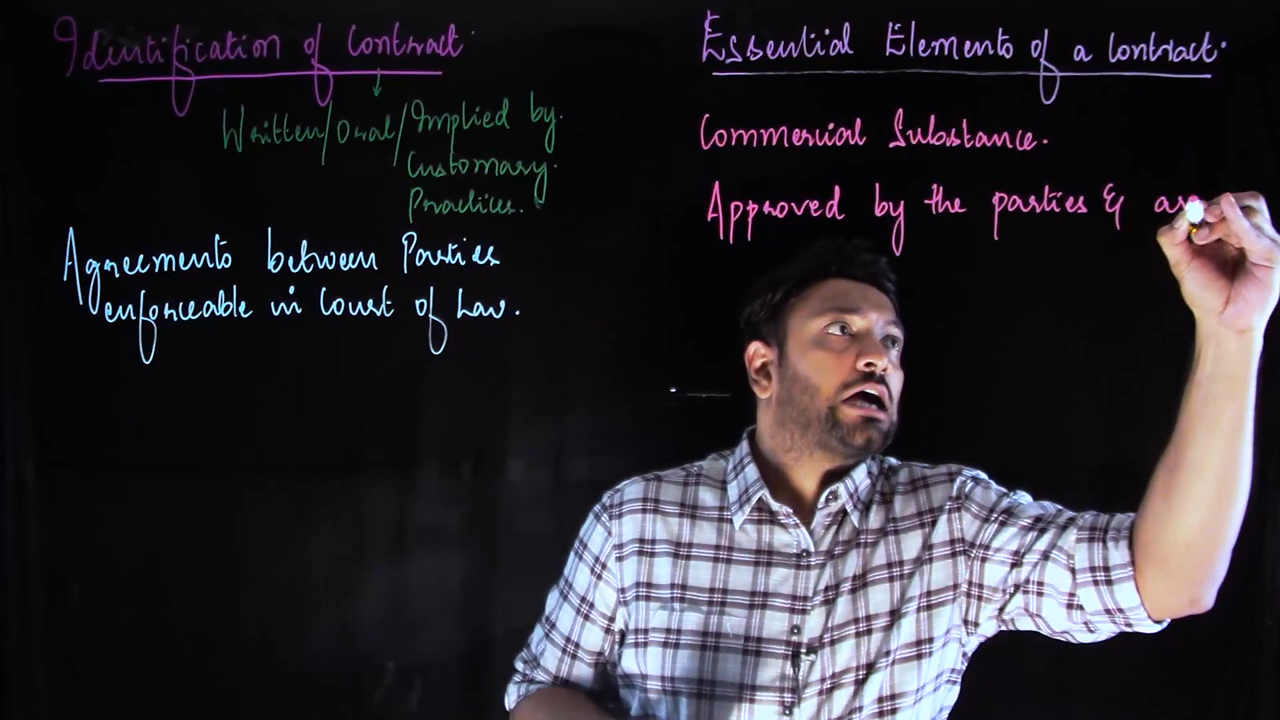 Identification of Contract.
Written/Oral/Implied by.
Customary.
Practices.
Agreements between Parties
enforceable in Court of Law.
Essential Elements of a Contract.
Commercial Substance.
Approved by the parties &